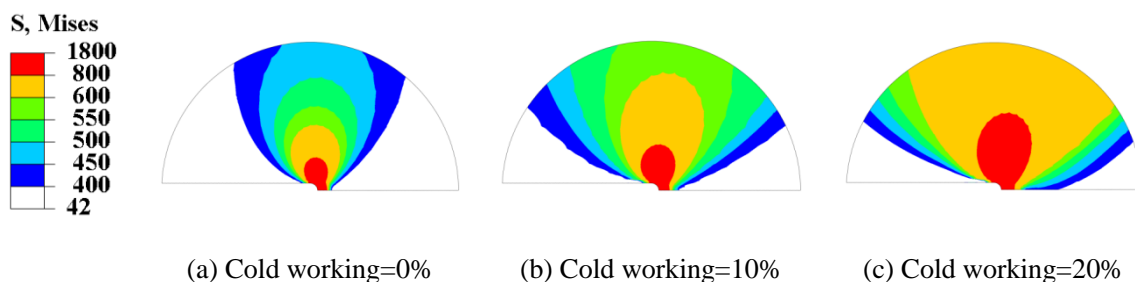 S, Mises
1800
800
600
550
500
450
400
42
(a) Cold working=0%
(b) Cold working=10%
(c) Cold working=20%